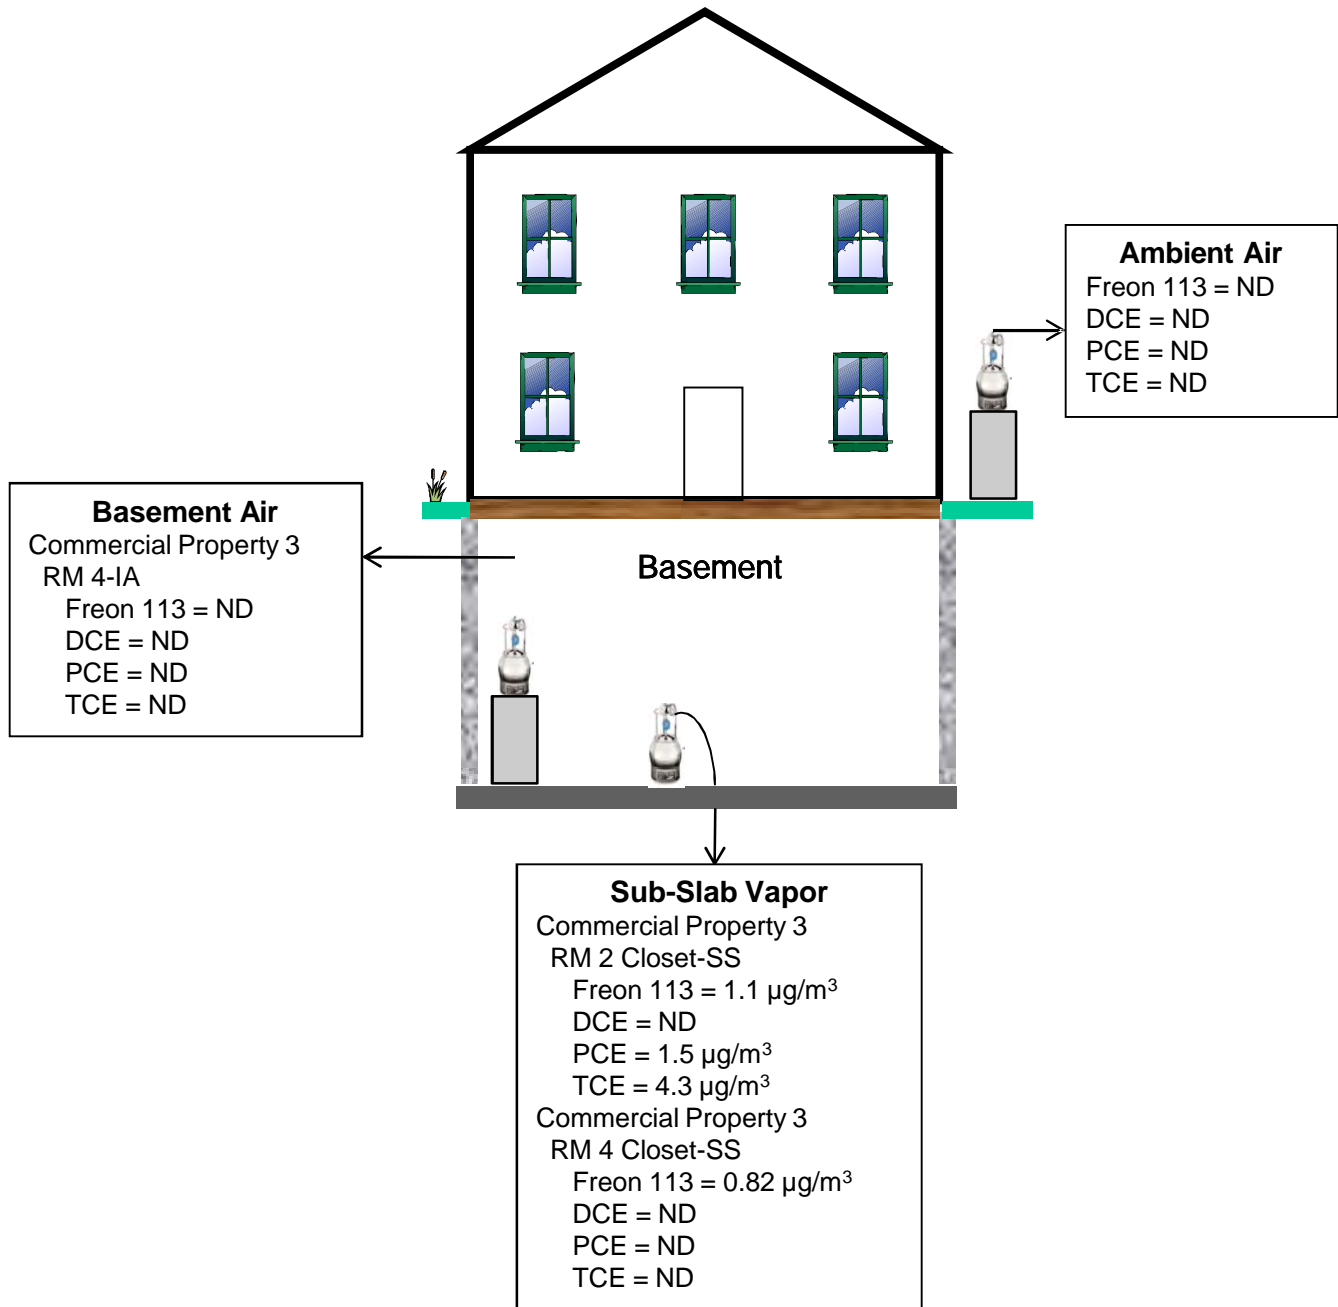 Ambient Air
Freon 113 = ND
DCE = ND
PCE = ND
TCE = ND
Basement Air
Commercial Property 3
RM 4-IA
Freon 113 = ND
DCE = ND
PCE = ND
TCE = ND
Basement
Sub-Slab Vapor
Commercial Property 3
RM 2 Closet-SS
Freon 113 = 1.1 µg/m³
DCE = ND
PCE = 1.5 µg/m³
TCE = 4.3 µg/m³
Commercial Property 3
RM 4 Closet-SS
Freon 113 = 0.82 µg/m³
DCE = ND
PCE = ND
TCE = ND